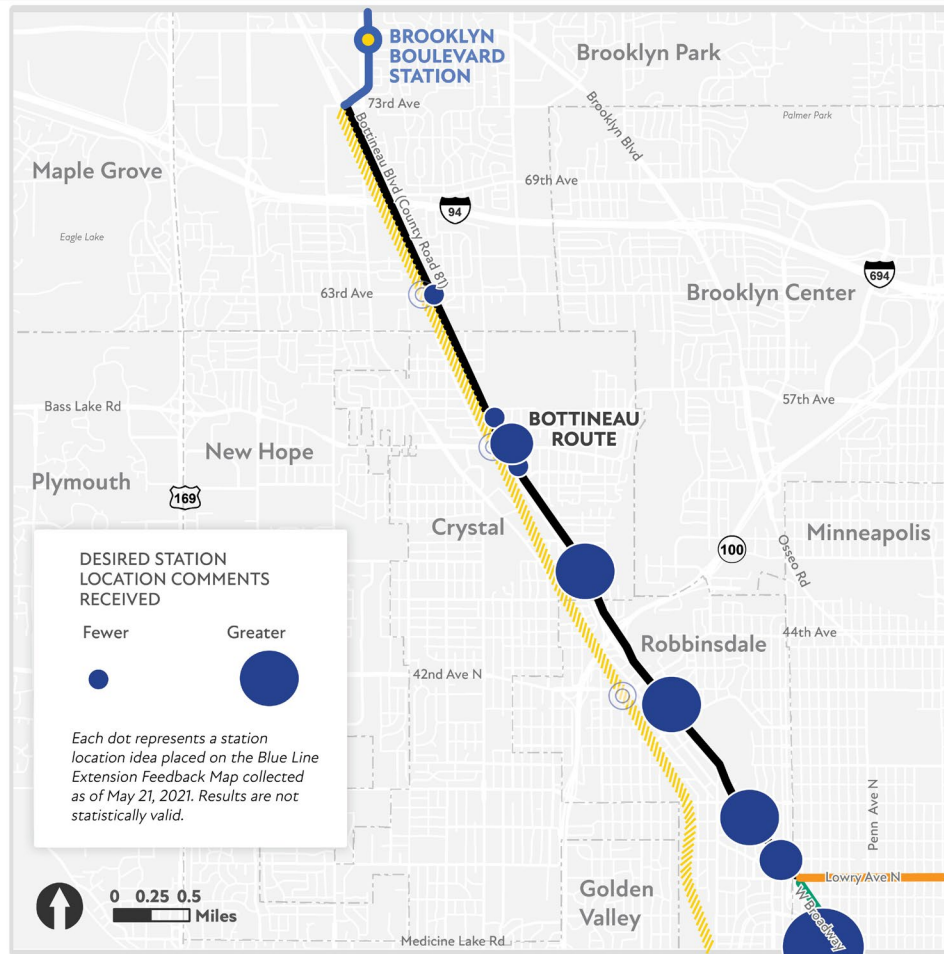 BROOKLYN
BOULEVARD
STATION
Brooklyn Park
73rd Ave
Palmer Park
Brooklyn Blvd
Bottineau Blvd (County Road 81)
Maple Grove
69th Ave
94
Eagle Lake
694
63rd Ave
Brooklyn Center
57th Ave
Bass Lake Rd
BOTTINEAU
ROUTE
New Hope
Plymouth
169
Crystal
Minneapolis
100
Osseo Rd
DESIRED STATION
LOCATION COMMENTS
RECEIVED
Fewer
Greater
Each dot represents a station
location idea placed on the Blue Line
Extension Feedback Map collected
as of May 21, 2021. Results are not
statistically valid.
44th Ave
Robbinsdale
42nd Ave N
Penn Ave N
Lowry Ave N
W Broadway
Golden
Valley
0 0.25 0.5
Miles
Medicine Lake Rd